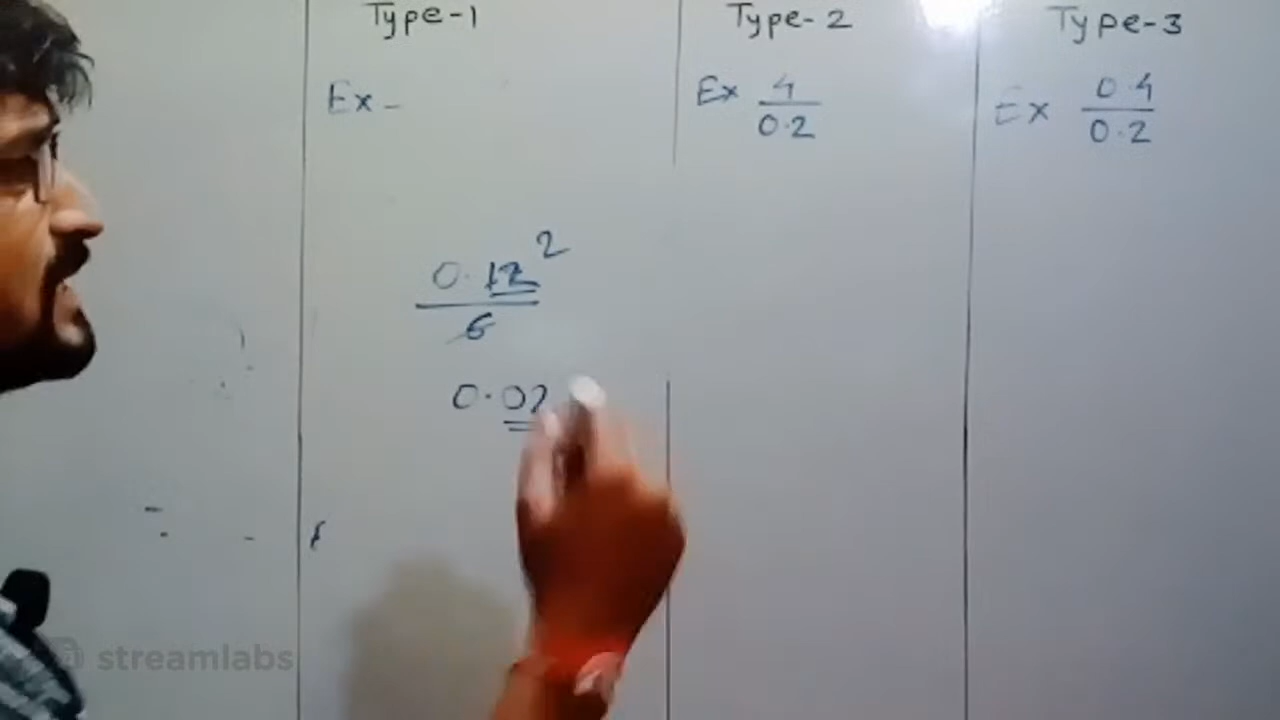 Type-1
Type-2
Type-3
Ex -
Ex 4
0.2
Ex 0.4
0.2
0.12 2
6
0.02
streamlabs